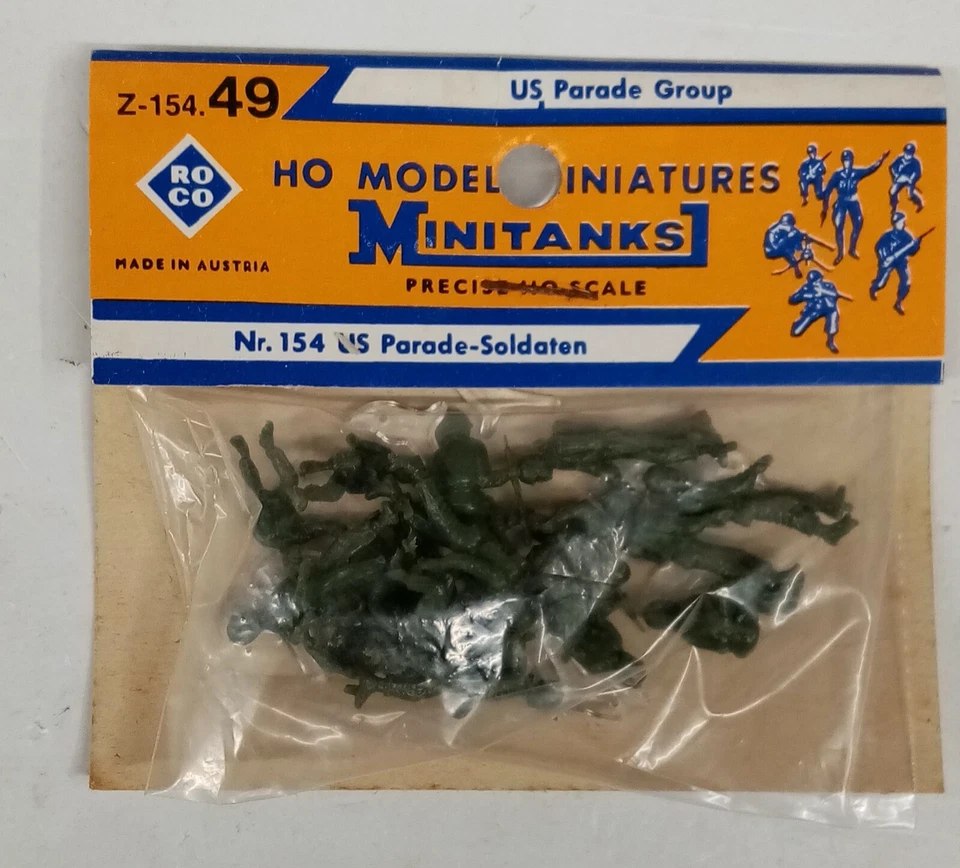 US Parade Group
Z-154.49
RO
CO
HO MODEL INIATURES
MINITANKS
MADE IN AUSTRIA
PRECISE HO SCALE
Nr. 154 US Parade-Soldaten